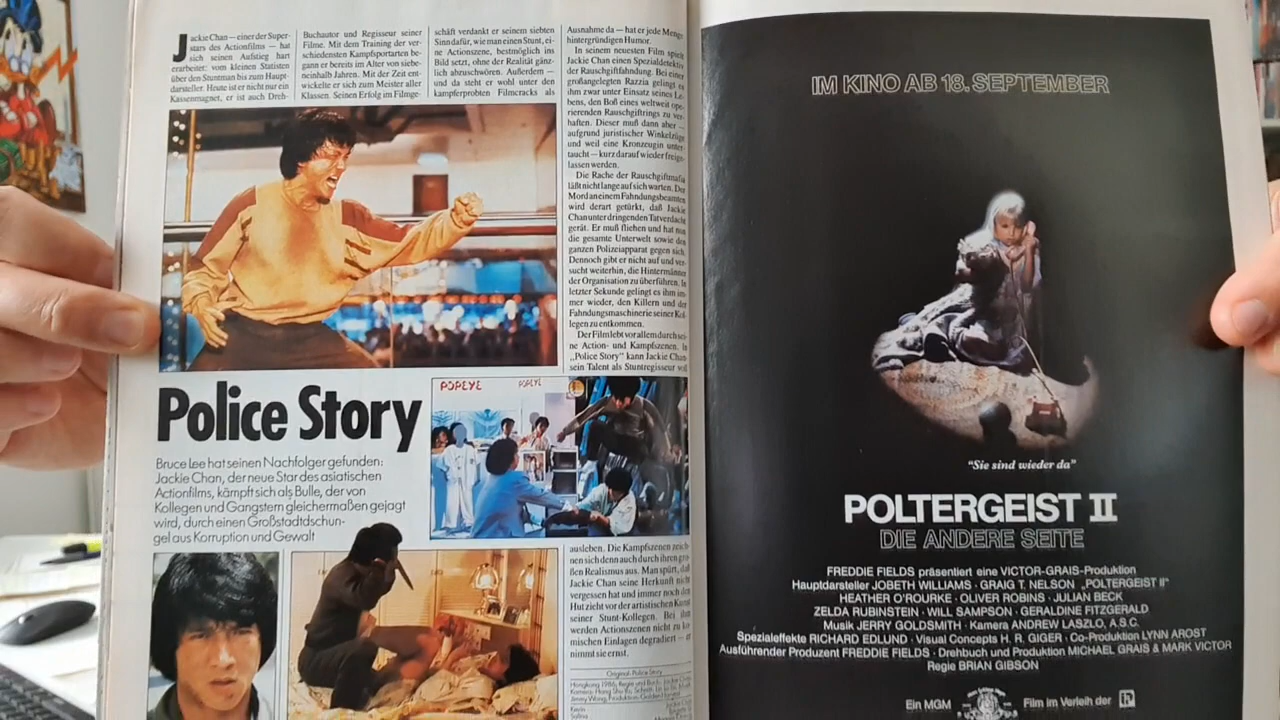 Jackie Chan — einer der Super-
stars des Actionfilms — hat
sich seinen Aufstieg hart
erarbeitet: vom kleinen Statisten
über den Stuntman bis zum Haupt-
darsteller. Heute ist er nicht nur ein
Kassenmagnet, er ist auch Dreh-
Buchautor und Regisseur seiner
Filme. Mit dem Training der ver-
schiedensten Kampfsportarten be-
gann er bereits im Alter von siebe-
neinhalb Jahren. Mit der Zeit ent-
wickelte er sich zum Meister aller
Klassen. Seinen Erfolg im Filmge-
schäft verdankt er seinem siebten
Sinn dafür, wie man einen Stunt, ei-
ne Actionszene, bestmöglich ins
Bild setzt, ohne der Realität gänz-
lich abzuschwören. Außerdem —
und da steht er wohl unter den
kampferprobten Filmcracks als
Ausnahme da — hat er jede Menge
hintergründigen Humor.
In seinem neuesten Film spielt
Jackie Chan einen Spezialdetektiv
der Rauschgiftfahndung. Bei einer
großangelegten Razzia gelingt es
ihm zwar unter Einsatz seines Le-
bens, den Boß eines weltweit ope-
rierenden Rauschgiftrings zu ver-
haften. Dieser muß dann aber —
aufgrund juristischer Winkelzüge
und weil eine Kronzeugin unter-
taucht — kurz darauf wieder freige-
lassen werden.
Die Rache der Rauschgiftmafia
läßt nicht lange auf sich warten. Der
Mord an einem Fahndungsbeamten
wird derart getürkt, daß Jackie
Chan unter dringenden Tatverdacht
gerät. Er muß fliehen und hat nun
die gesamte Unterwelt sowie den
ganzen Polizeiapparat gegen sich.
Dennoch gibt er nicht auf und ver-
sucht weiterhin, die Hintermänner
der Organisation zu überführen. In
letzter Sekunde gelingt es ihm im-
mer wieder, den Killern und der
Fahndungsmaschinerie seiner Kol-
legen zu entkommen.
Der Film lebt vor allem durch sei-
ne Action- und Kampfszenen. In
„Police Story" kann Jackie Chan
sein Talent als Stuntregisseur voll
POPEYE
POPEYE
Police Story
Bruce Lee hat seinen Nachfolger gefunden:
Jackie Chan, der neue Star des asiatischen
Actionfilms, kämpft sich als Bulle, der von
Kollegen und Gangstern gleichermaßen gejagt
wird, durch einen Großstadtdschun-
gel aus Korruption und Gewalt
ausleben. Die Kampfszenen zeich-
nen sich denn auch durch ihren gro-
ßen Realismus aus. Man spürt, daß
Jackie Chan seine Herkunft nicht
vergessen hat und immer noch den
Hut zieht vor der artistischen Kunst
seiner Stunt-Kollegen. Bei ihm
werden Actionszenen nicht zu ko-
mischen Einlagen degradiert — er
nimmt sie ernst.
Original: Police Story
Hongkong 1986, Regie und Buch: Jackie
IM KINO AB 18. SEPTEMBER
"Sie sind wieder da"
POLTERGEIST II
DIE ANDERE SEITE
FREDDIE FIELDS präsentiert eine VICTOR-GRAIS-Produktion
Hauptdarsteller JOBETH WILLIAMS · GRAIG T. NELSON „POLTERGEIST II"
HEATHER O'ROURKE · OLIVER ROBINS · JULIAN BECK
ZELDA RUBINSTEIN · WILL SAMPSON · GERALDINE FITZGERALD
Musik JERRY GOLDSMITH · Kamera ANDREW LASZLO, A.S.C.
Spezialeffekte RICHARD EDLUND · Visual Concepts H. R. GIGER · Co-Produktion LYNN AROST
Ausführender Produzent FREDDIE FIELDS · Drehbuch und Produktion MICHAEL GRAIS & MARK VICTOR
Regie BRIAN GIBSON
Ein MGM
Film im Verleih der